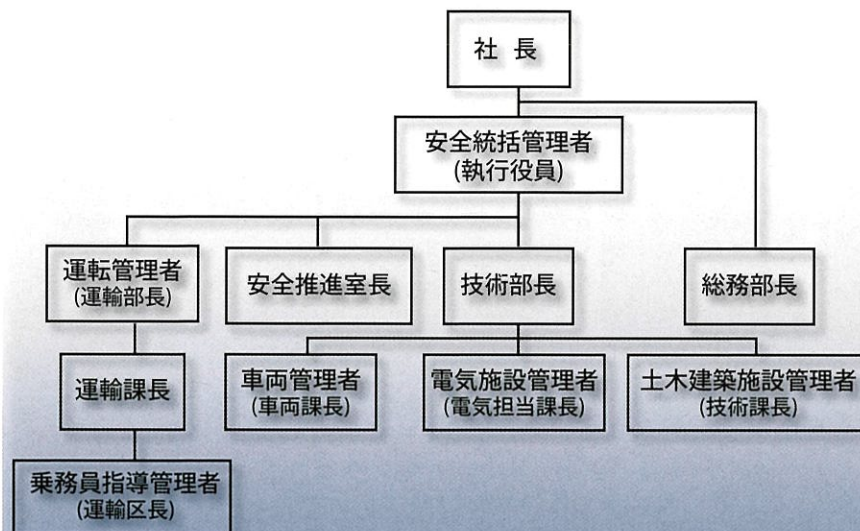 社 長
安全統括管理者
(執行役員)
運転管理者
(運輸部長)
安全推進室長
技術部長
総務部長
運輸課長
車両管理者
(車両課長)
電気施設管理者
(電気担当課長)
土木建築施設管理者
(技術課長)
乗務員指導管理者
(運輸区長)